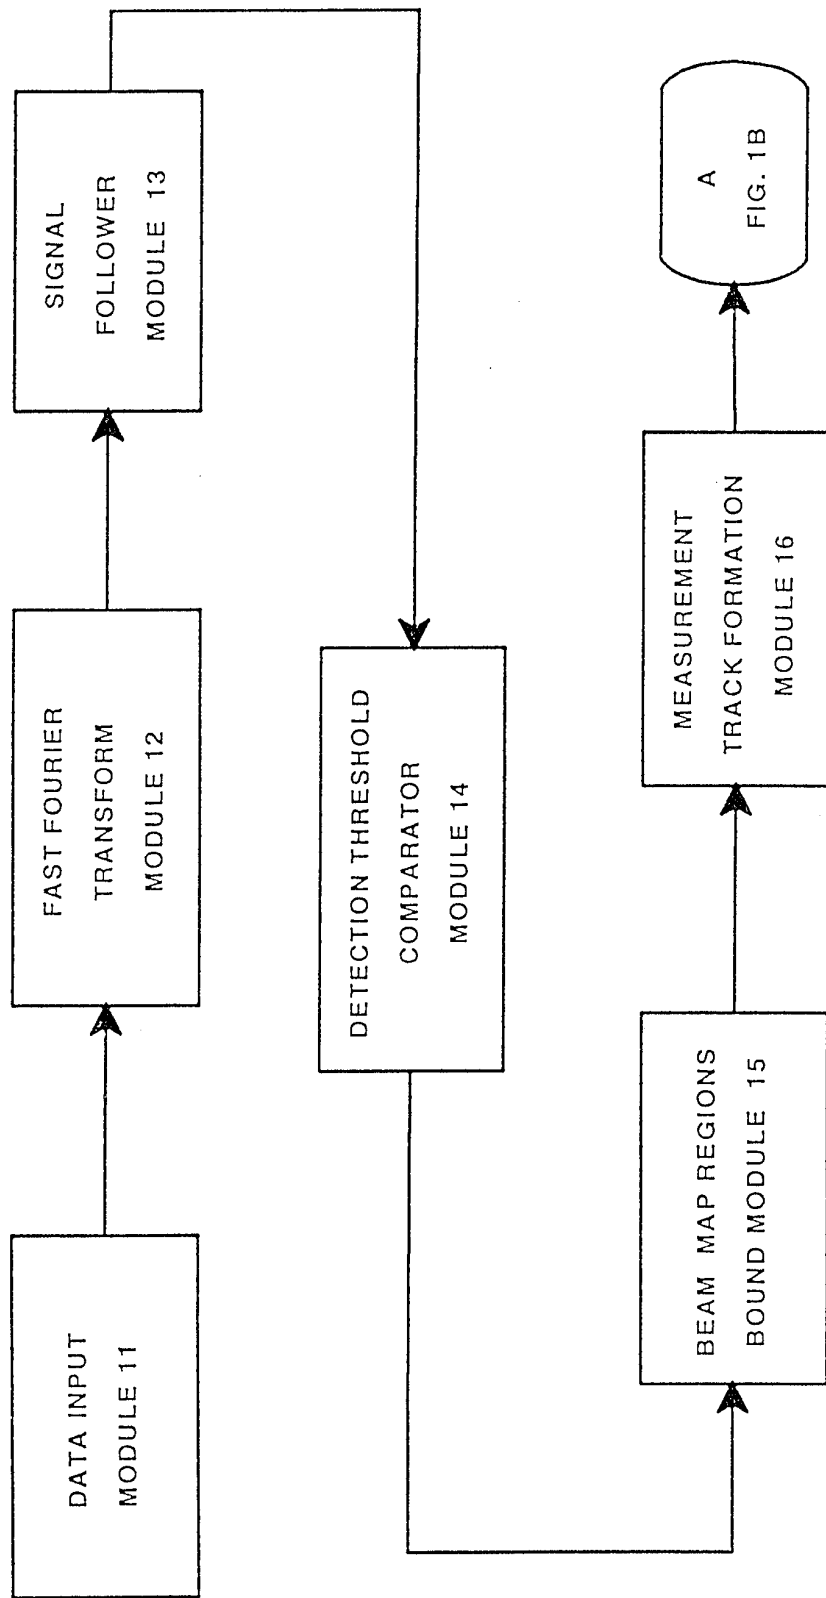 DATA INPUT
MODULE 11
FAST FOURIER
TRANSFORM
MODULE 12
SIGNAL
FOLLOWER
MODULE 13
DETECTION THRESHOLD
COMPARATOR
MODULE 14
BEAM MAP REGIONS
BOUND MODULE 15
MEASUREMENT
TRACK FORMATION
MODULE 16
A
FIG. 1B